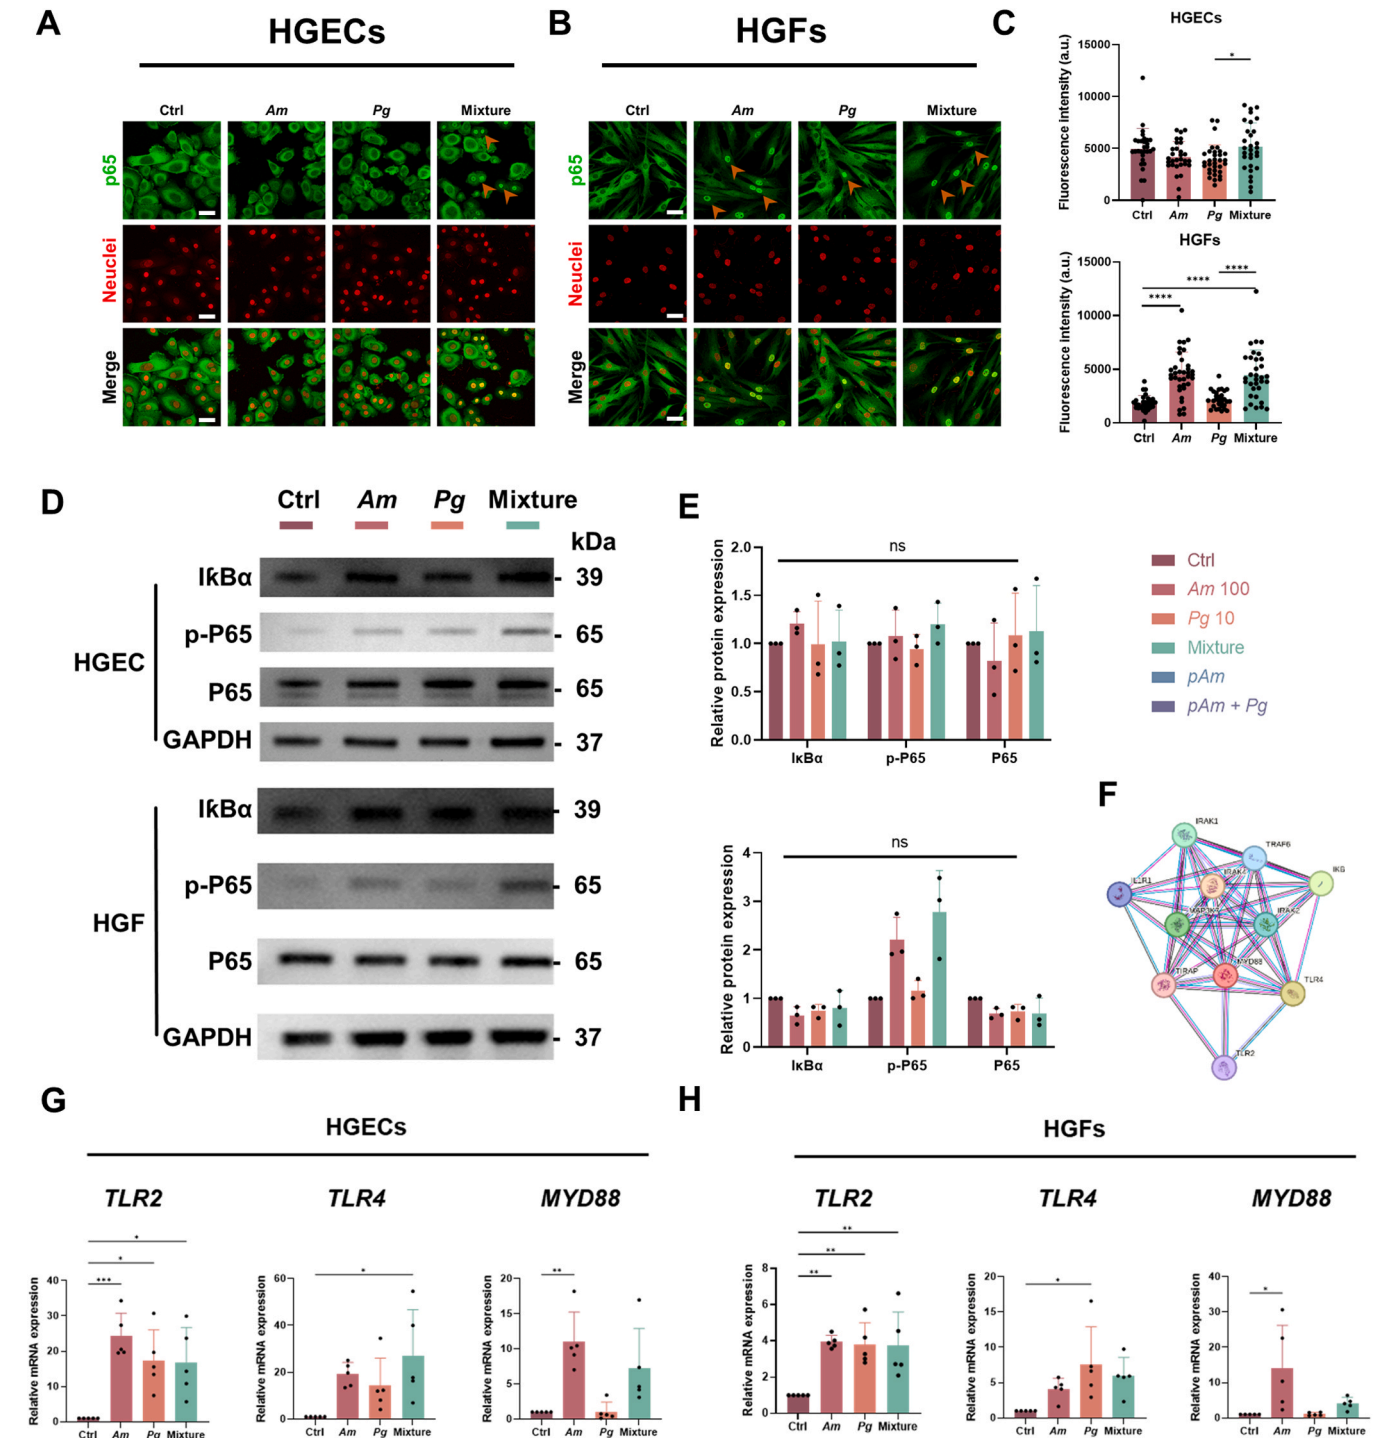 A
HGECs
Ctrl Am Pg Mixture
p65
Neuclei
Merge
B
HGFs
Ctrl Am Pg Mixture
p65
Neuclei
Merge
C
HGECs
Fluorescence intensity (a.u.)
15000
10000
5000
0
*
Ctrl Am Pg Mixture
HGFs
Fluorescence intensity (a.u.)
15000
10000
5000
0
****
****
****
Ctrl Am Pg Mixture
D
Ctrl Am Pg Mixture
kDa
HGEC
IƙBα 39
p-P65 65
P65 65
GAPDH 37
HGF
IƙBα 39
p-P65 65
P65 65
GAPDH 37
E
Relative protein expression
2.0
1.5
1.0
0.5
0.0
ns
IκBα p-P65 P65
Relative protein expression
4
3
2
1
0
ns
IκBα p-P65 P65
Ctrl
Am 100
Pg 10
Mixture
pAm
pAm + Pg
F
IRAK1
TRAF6
IRAK4
IKB
IL1R1
IRAK2
MYD88
TIRAP
TLR4
TLR2
G
HGECs
TLR2
Relative mRNA expression
40
30
20
10
0
*
*
***
Ctrl Am Pg Mixture
TLR4
Relative mRNA expression
60
40
20
0
*
Ctrl Am Pg Mixture
MYD88
Relative mRNA expression
20
15
10
5
0
**
Ctrl Am Pg Mixture
H
HGFs
TLR2
Relative mRNA expression
8
6
4
2
0
**
**
**
Ctrl Am Pg Mixture
TLR4
Relative mRNA expression
20
15
10
5
0
*
Ctrl Am Pg Mixture
MYD88
Relative mRNA expression
40
30
20
10
0
*
Ctrl Am Pg Mixture